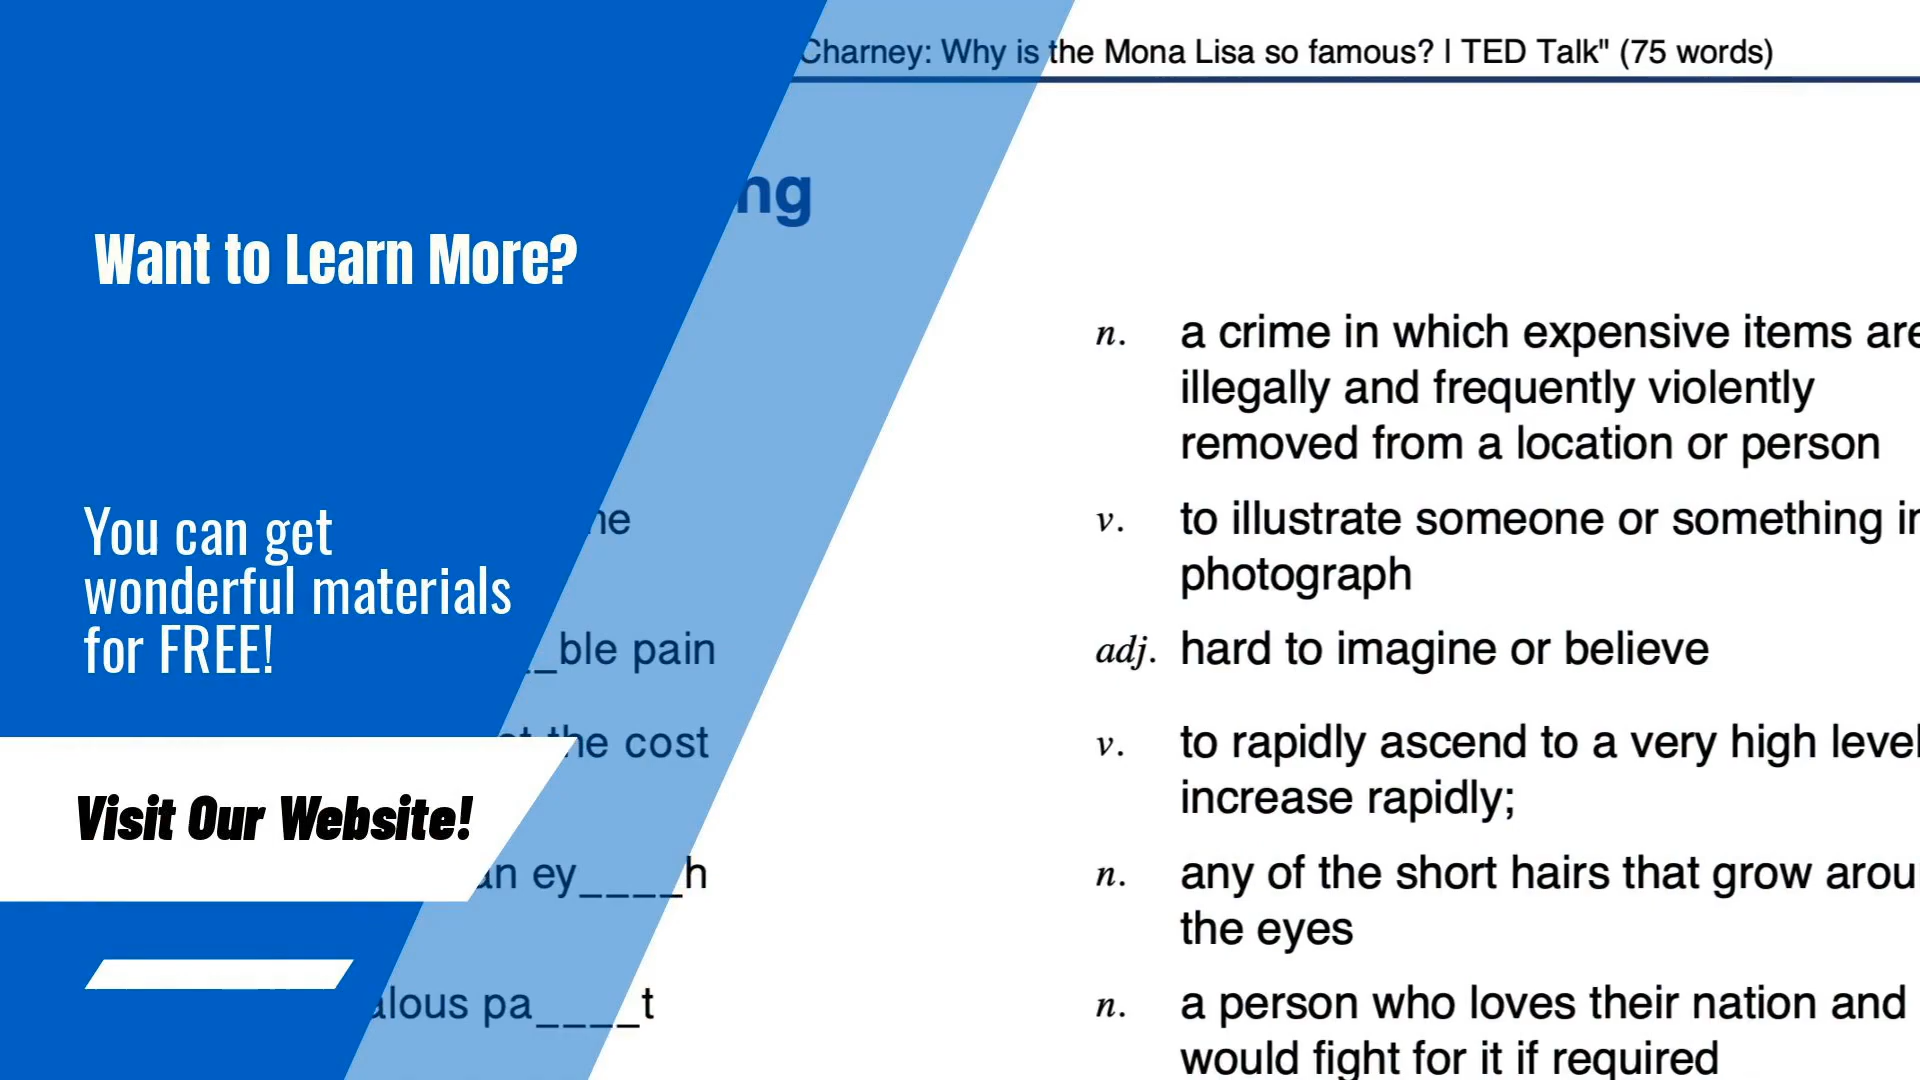 Charney: Why is the Mona Lisa so famous? | TED Talk" (75 words)
ng
Want to Learn More?
You can get
wonderful materials
for FREE!
Visit Our Website!
n. a crime in which expensive items are
illegally and frequently violently
removed from a location or person
ne v. to illustrate someone or something in
photograph
_ble pain adj. hard to imagine or believe
the cost v. to rapidly ascend to a very high level
increase rapidly;
an ey____h n. any of the short hairs that grow arou
the eyes
alous pa____t n. a person who loves their nation and
would fight for it if required